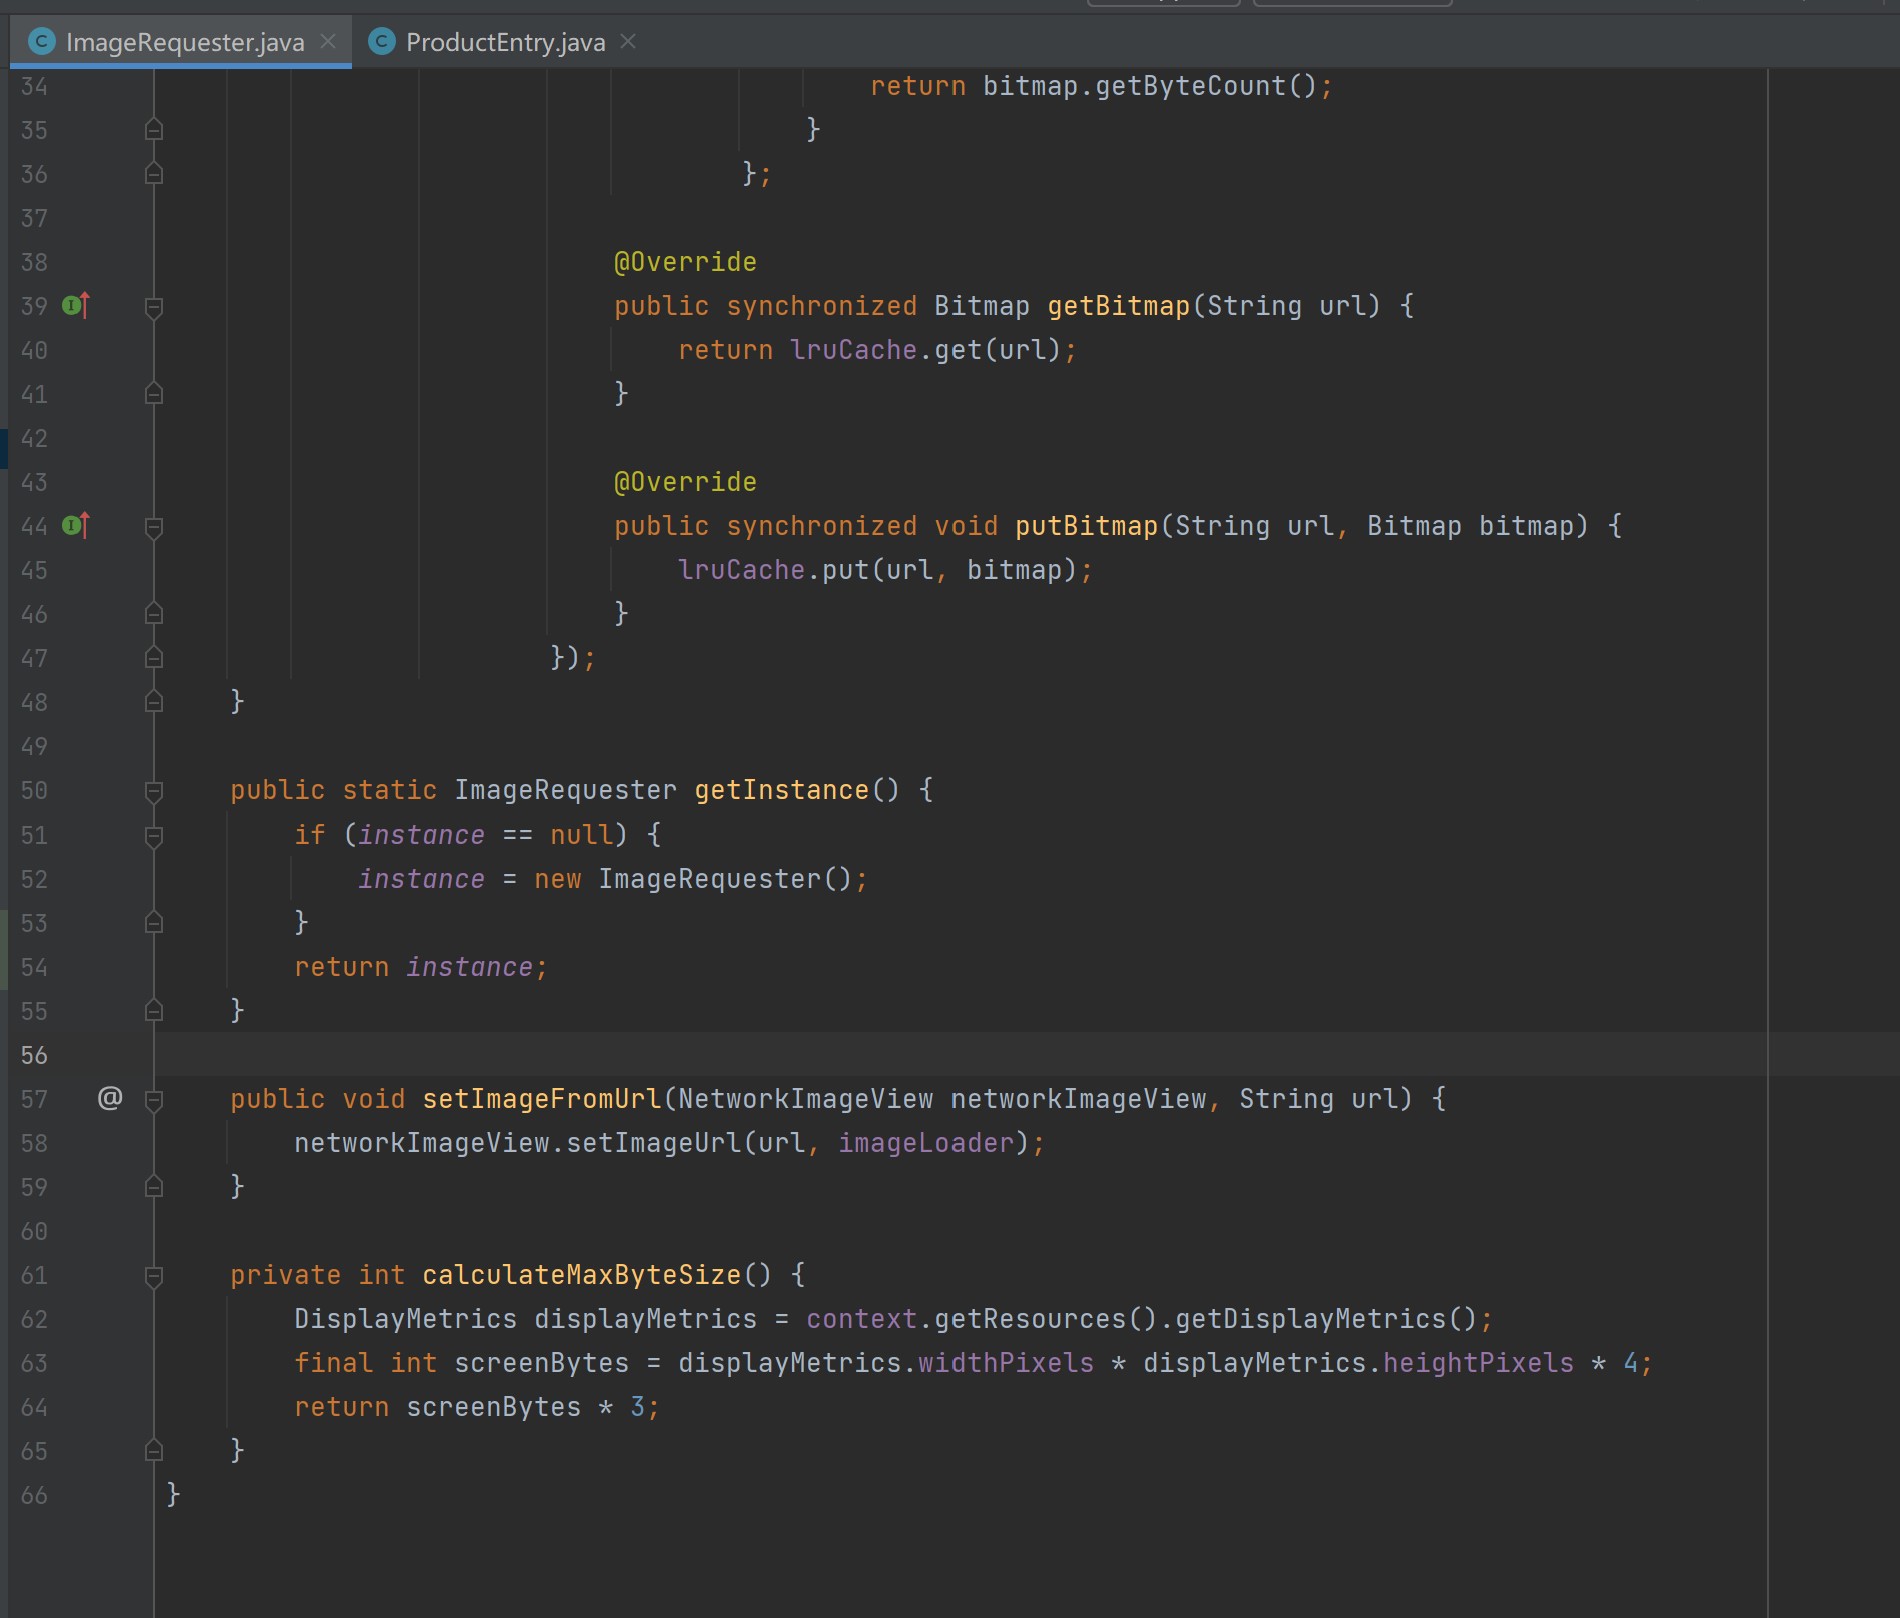 ImageRequester.java ProductEntry.java
34 return bitmap.getByteCount();
35 }
36 };
37
38 @Override
39 public synchronized Bitmap getBitmap(String url) {
40 return lruCache.get(url);
41 }
42
43 @Override
44 public synchronized void putBitmap(String url, Bitmap bitmap) {
45 lruCache.put(url, bitmap);
46 }
47 });
48 }
49
50 public static ImageRequester getInstance() {
51 if (instance == null) {
52 instance = new ImageRequester();
53 }
54 return instance;
55 }
56
57 @ public void setImageFromUrl(NetworkImageView networkImageView, String url) {
58 networkImageView.setImageUrl(url, imageLoader);
59 }
60
61 private int calculateMaxByteSize() {
62 DisplayMetrics displayMetrics = context.getResources().getDisplayMetrics();
63 final int screenBytes = displayMetrics.widthPixels * displayMetrics.heightPixels * 4;
64 return screenBytes * 3;
65 }
66 }